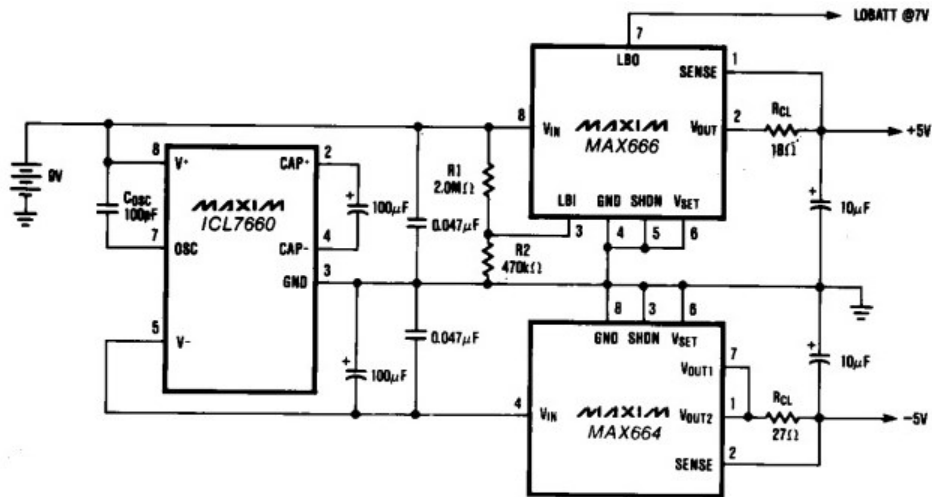 LOBATT @7V
7
LBO
SENSE
1
8
VIN
MAXIM
MAX666
VOUT
2
RCL
18Ω
+5V
9V
8
V+
COSC
100pF
7
OSC
MAXIM
ICL7660
CAP+
2
100μF
+
CAP-
4
GND
3
5
V-
0.047μF
R1
2.0MΩ
R2
470kΩ
LBI
3
GND
4
SHDN
5
VSET
6
+
10μF
0.047μF
+
100μF
8
GND
3
SHDN
6
VSET
4
VIN
MAXIM
MAX664
VOUT1
7
VOUT2
1
SENSE
2
RCL
27Ω
+
10μF
-5V